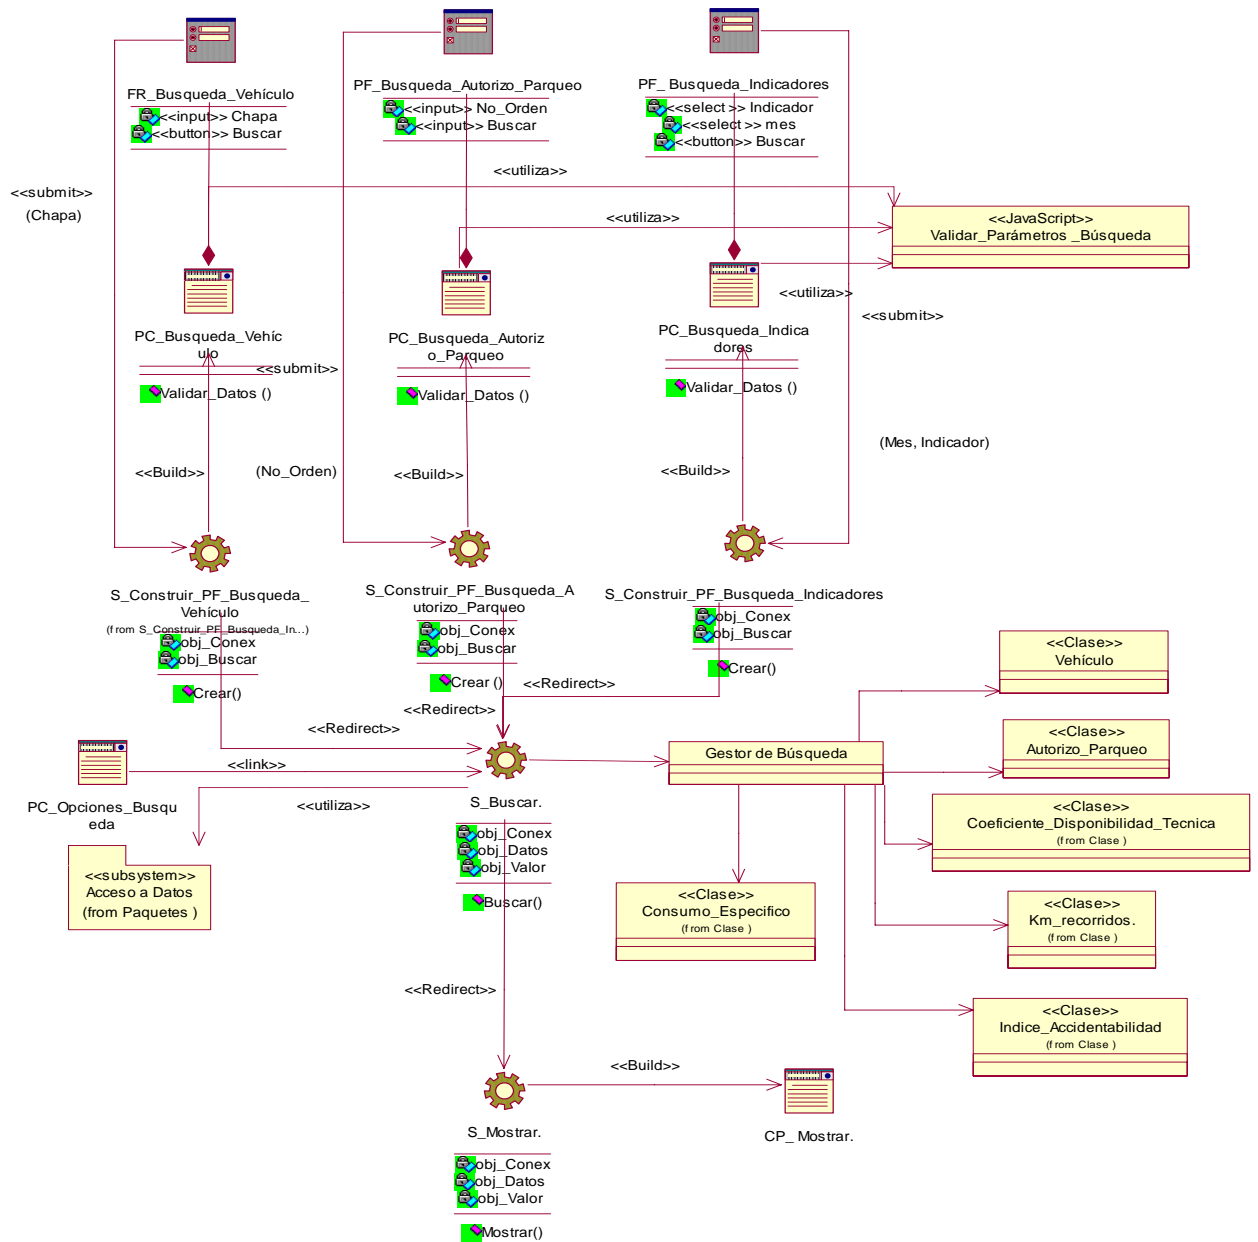 FR_Busqueda_Vehículo
<<input>> Chapa
<<button>> Buscar
PF_Busqueda_Autorizo_Parqueo
<<input>> No_Orden
<<input>> Buscar
PF_ Busqueda_Indicadores
<<select >> Indicador
<<select >> mes
<<button>> Buscar
<<submit>>
(Chapa)
<<utiliza>>
<<utiliza>>
<<JavaScript>>
Validar_Parámetros _Búsqueda
<<utiliza>>
<<submit>>
PC_Busqueda_Vehíc
ulo
Validar_Datos ()
<<submit>>
PC_Busqueda_Autoriz
o_Parqueo
Validar_Datos ()
PC_Busqueda_Indica
dores
Validar_Datos ()
(Mes, Indicador)
<<Build>>
(No_Orden)
<<Build>>
<<Build>>
S_Construir_PF_Busqueda_
Vehículo
(from S_Construir_PF_Busqueda_In...)
obj_Conex
obj_Buscar
Crear()
S_Construir_PF_Busqueda_A
utorizo_Parqueo
obj_Conex
obj_Buscar
Crear ()
S_Construir_PF_Busqueda_Indicadores
obj_Conex
obj_Buscar
Crear()
<<Redirect>>
<<Redirect>>
<<Redirect>>
<<Clase>>
Vehículo
<<Clase>>
Autorizo_Parqueo
Gestor de Búsqueda
<<link>>
PC_Opciones_Busqu
eda
<<utiliza>>
S_Buscar.
obj_Conex
obj_Datos
obj_Valor
Buscar()
<<Clase>>
Coeficiente_Disponibilidad_Tecnica
(from Clase )
<<subsystem>>
Acceso a Datos
(from Paquetes )
<<Clase>>
Consumo_Especifico
(from Clase )
<<Clase>>
Km_recorridos.
(from Clase )
<<Redirect>>
<<Clase>>
Indice_Accidentabilidad
(from Clase )
<<Build>>
S_Mostrar.
obj_Conex
obj_Datos
obj_Valor
Mostrar()
CP_ Mostrar.